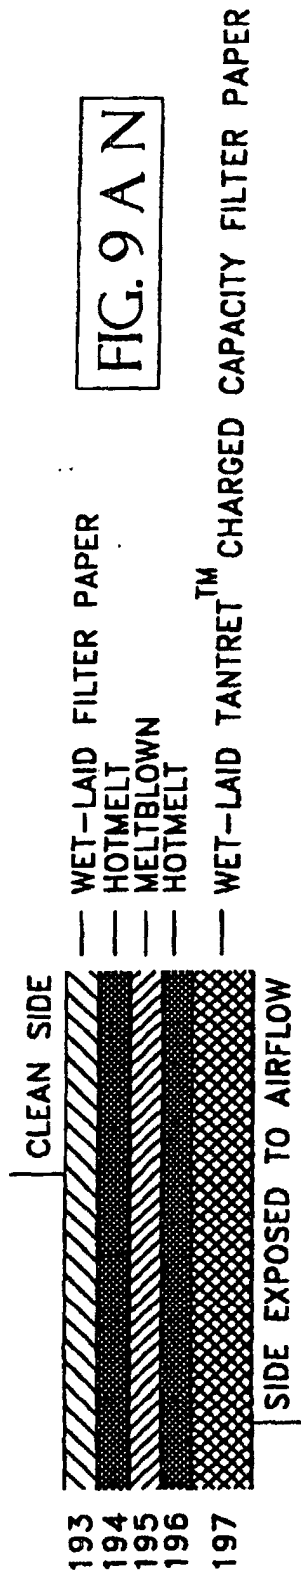 FIG. 9 A N
CLEAN SIDE
193 — WET-LAID FILTER PAPER
194 — HOTMELT
195 — MELTBLOWN
196 — HOTMELT
197 — WET-LAID TANTRET™ CHARGED CAPACITY FILTER PAPER
SIDE EXPOSED TO AIRFLOW